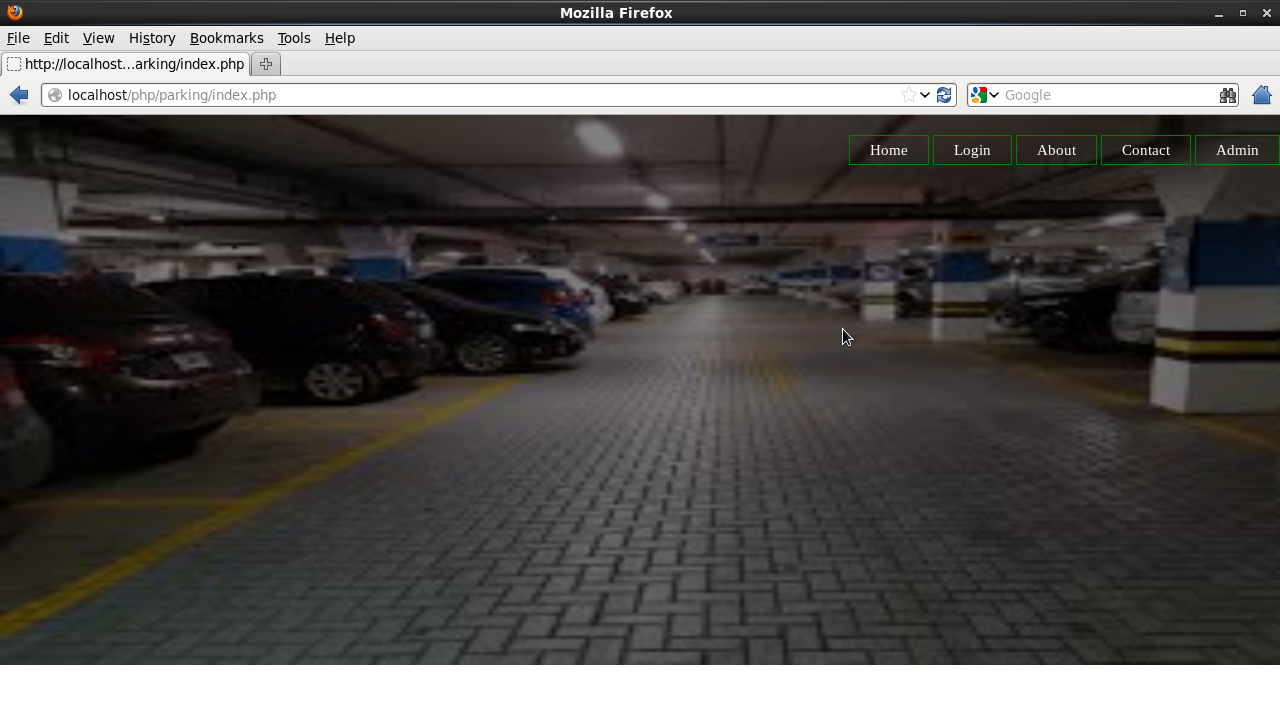 Mozilla Firefox
File Edit View History Bookmarks Tools Help
http://localhost...arking/index.php
localhost/php/parking/index.php
Google
Home Login About Contact Admin